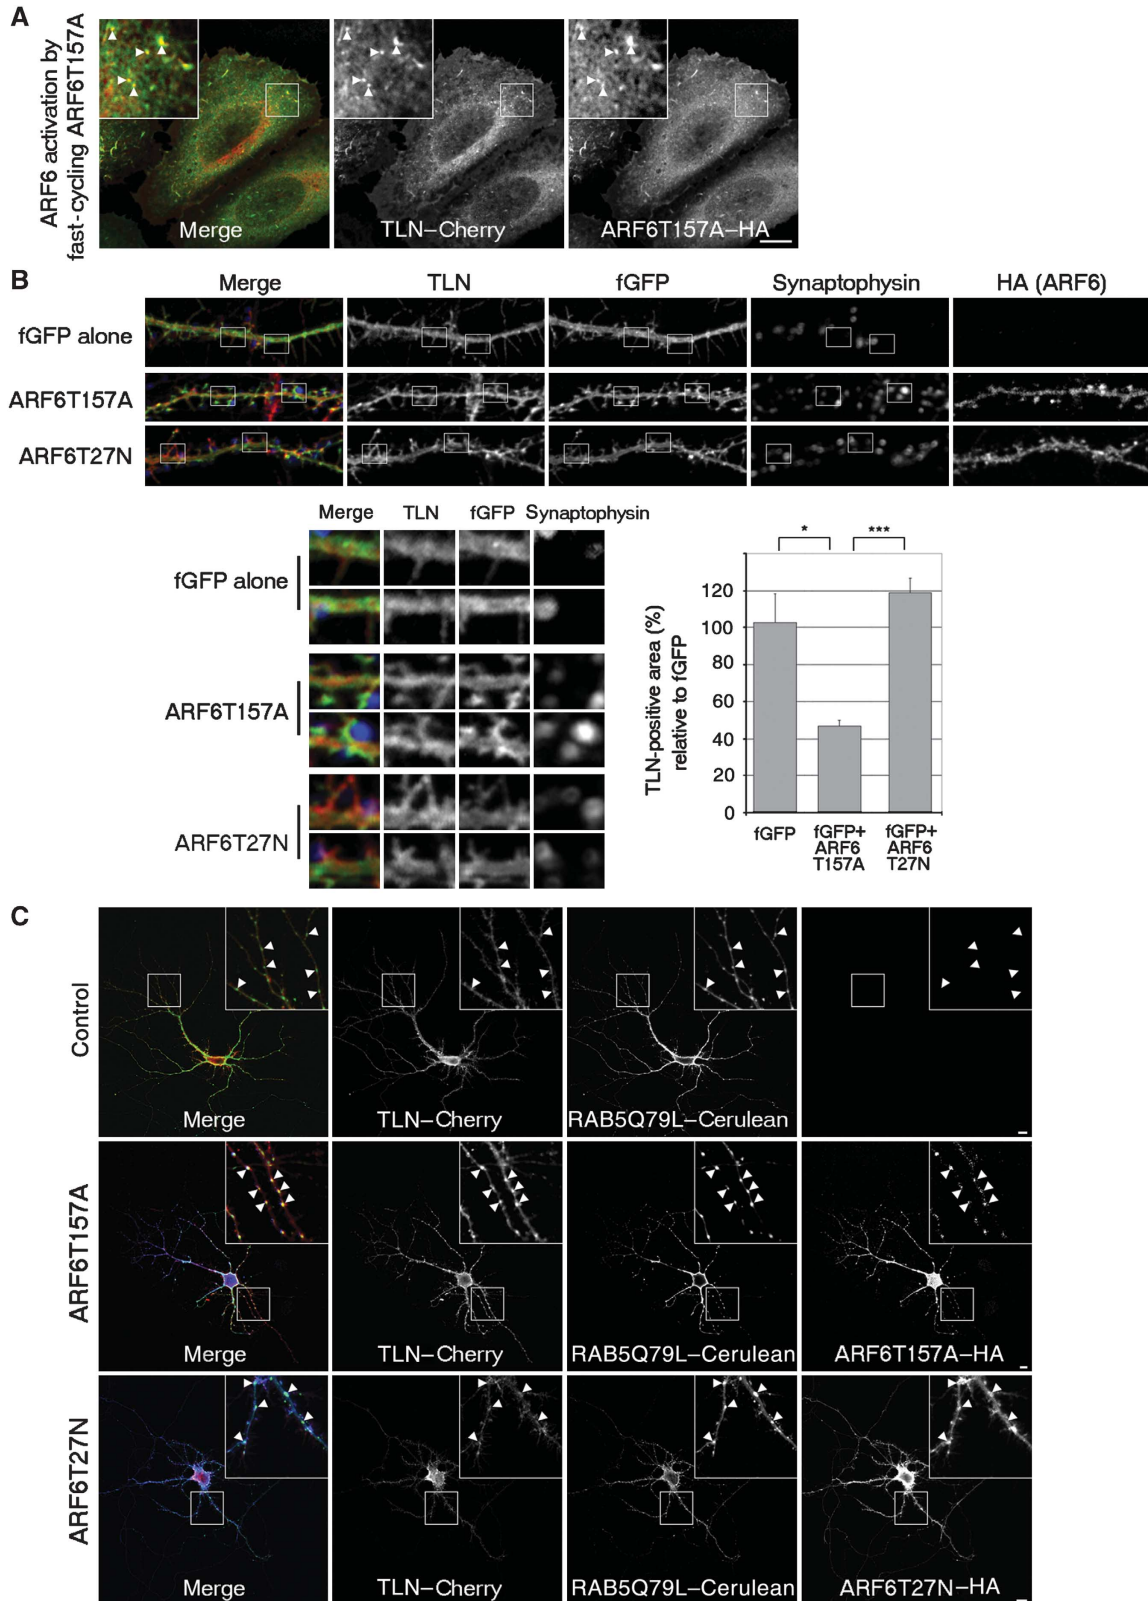 A
ARF6 activation by
fast-cycling ARF6T157A
Merge
TLN–Cherry
ARF6T157A–HA
B
Merge
TLN
fGFP
Synaptophysin
HA (ARF6)
fGFP alone
ARF6T157A
ARF6T27N
Merge
TLN
fGFP
Synaptophysin
fGFP alone
ARF6T157A
ARF6T27N
*
***
TLN-positive area (%)
relative to fGFP
120
100
80
60
40
20
0
fGFP
fGFP+
ARF6
T157A
fGFP+
ARF6
T27N
C
Control
Merge
TLN–Cherry
RAB5Q79L–Cerulean
ARF6T157A
Merge
TLN–Cherry
RAB5Q79L–Cerulean
ARF6T157A–HA
ARF6T27N
Merge
TLN–Cherry
RAB5Q79L–Cerulean
ARF6T27N–HA